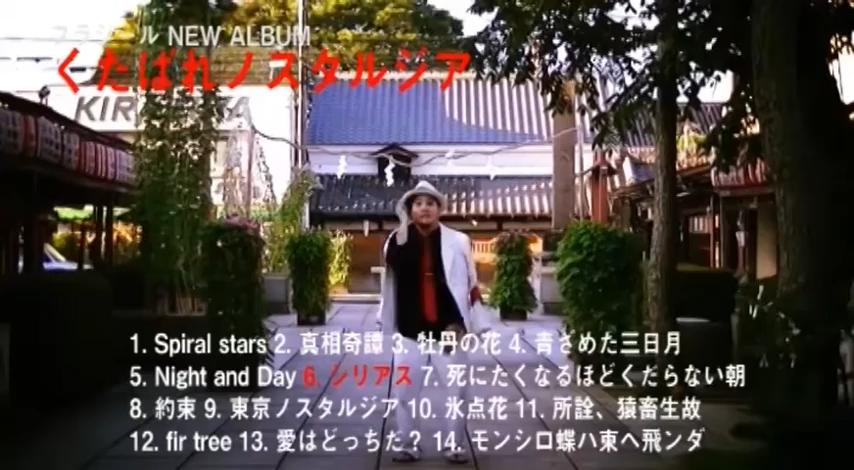 プラシーボ NEW ALBUM
くたばれノスタルジア
1. Spiral stars 2. 真相奇譚 3. 牡丹の花 4. 青ざめた三日月
5. Night and Day 6. シリアス 7. 死にたくなるほどくだらない朝
8. 約束 9. 東京ノスタルジア 10. 氷点花 11. 所詮、猿畜生故
12. fir tree 13. 愛はどっちだ？ 14. モンシロ蝶ハ東へ飛ンダ